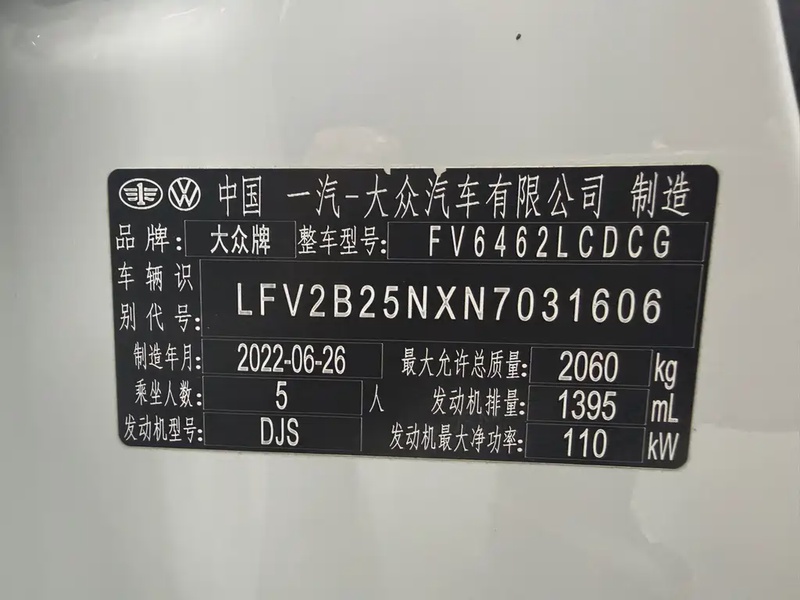 中国 一汽-大众汽车有限公司 制造
品牌: 大众牌 整车型号: FV6462LCDCG
车辆识别代号: LFV2B25NXN7031606
制造年月: 2022-06-26 最大允许总质量: 2060 kg
乘坐人数: 5 人 发动机排量: 1395 mL
发动机型号: DJS 发动机最大净功率: 110 kW